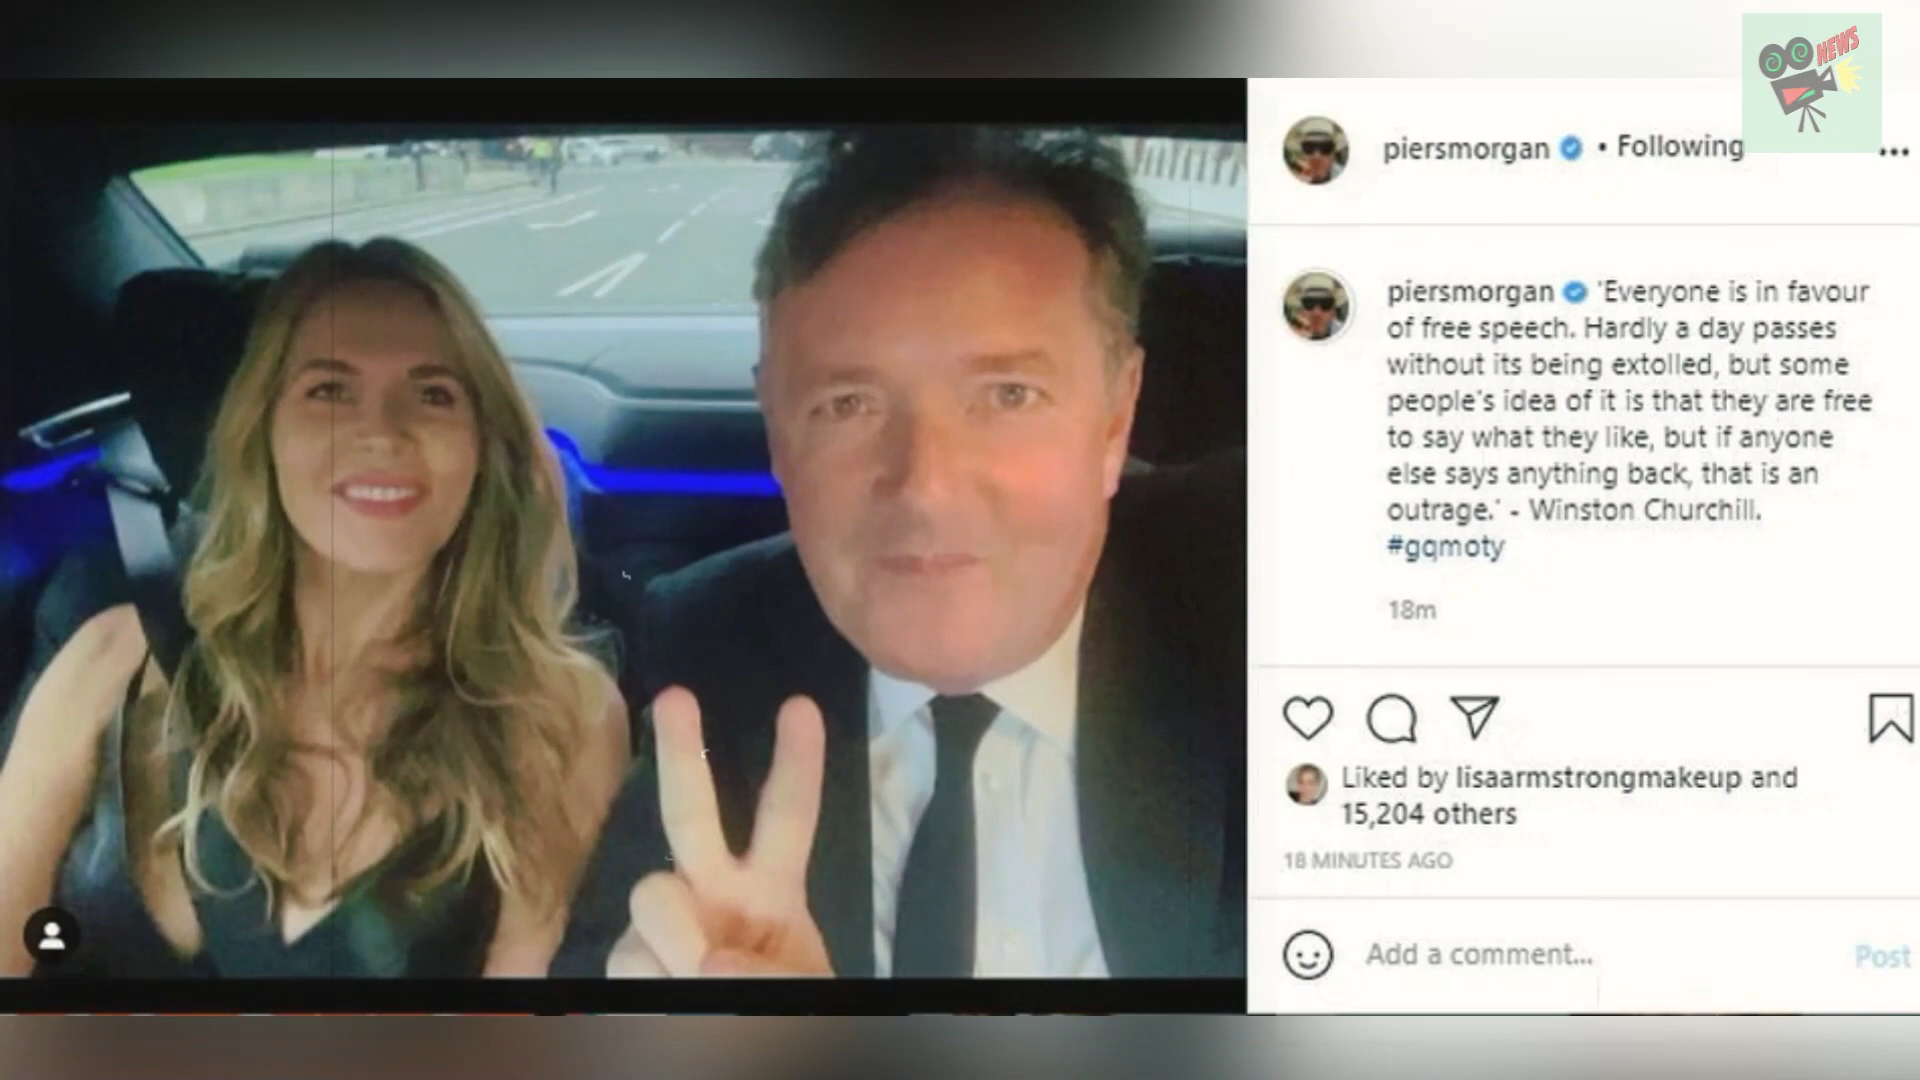 NEWS
piersmorgan • Following
piersmorgan 'Everyone is in favour
of free speech. Hardly a day passes
without its being extolled, but some
people's idea of it is that they are free
to say what they like, but if anyone
else says anything back, that is an
outrage.' - Winston Churchill.
#gqmoty
18m
Liked by lisaarmstrongmakeup and
15,204 others
18 MINUTES AGO
Add a comment...
Post